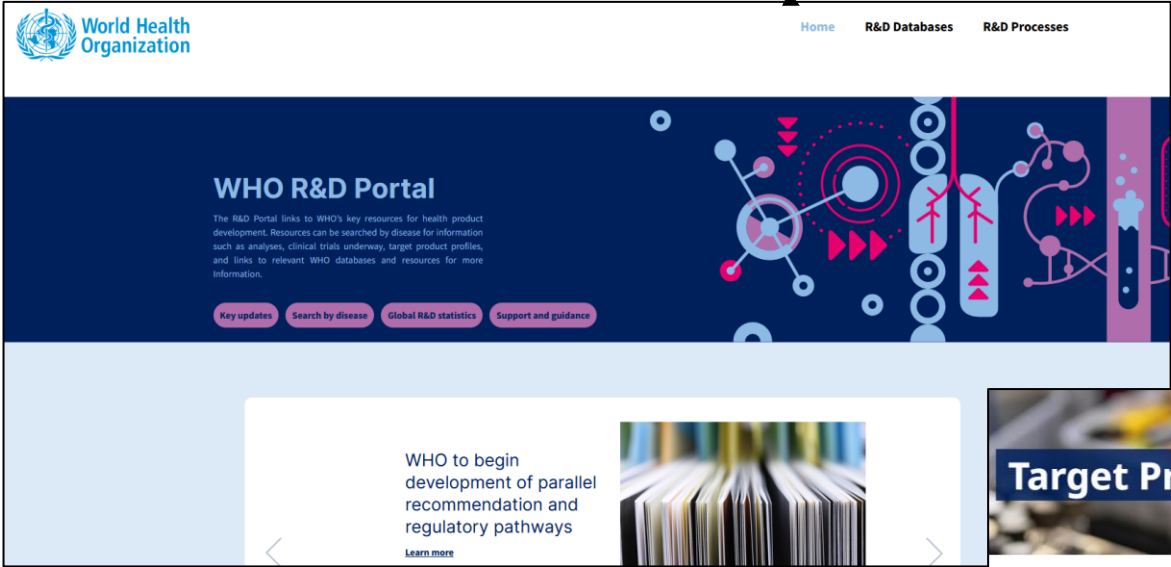 World Health
Organization
Home R&D Databases R&D Processes
WHO R&D Portal
The R&D Portal links to WHO's key resources for health product
development. Resources can be searched by disease for information
such as analyses, clinical trials underway, target product profiles,
and links to relevant WHO databases and resources for more
Information.
Key updates Search by disease Global R&D statistics Support and guidance
WHO to begin
development of parallel
recommendation and
regulatory pathways
Learn more
Target Pr